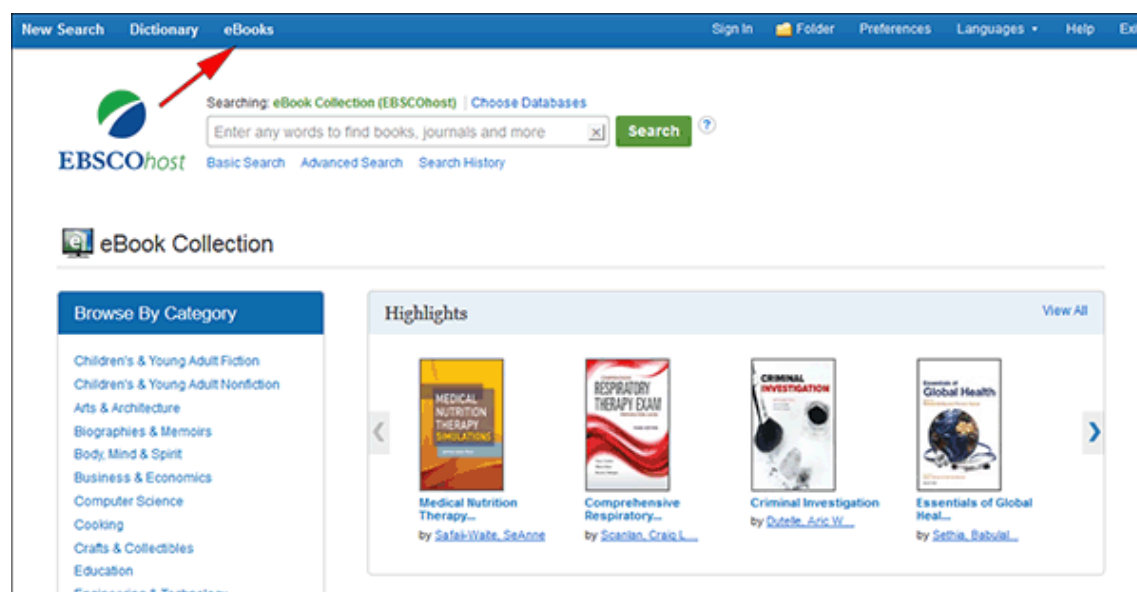 New Search Dictionary eBooks Sign In Folder Preferences Languages Help
Searching: eBook Collection (EBSCOhost) Choose Databases
Enter any words to find books, journals and more x Search ?
EBSCOhost
Basic Search Advanced Search Search History
eBook Collection
Browse By Category
Children's & Young Adult Fiction
Children's & Young Adult Nonfiction
Arts & Architecture
Biographies & Memoirs
Body, Mind & Spirit
Business & Economics
Computer Science
Cooking
Crafts & Collectibles
Education
Engineering & Technology
Highlights View All
MEDICAL
NUTRITION
THERAPY
SIMULATIONS
Medical Nutrition
Therapy...
by Safaii-Waite, SeAnne
RESPIRATORY
THERAPY EXAM
Comprehensive
Respiratory...
by Scanlan, Craig L....
CRIMINAL
INVESTIGATION
Criminal Investigation
by Dutelle, Aric W....
Essentials of
Global Health
Essentials of Global
Heal...
by Sethia, Babulal...